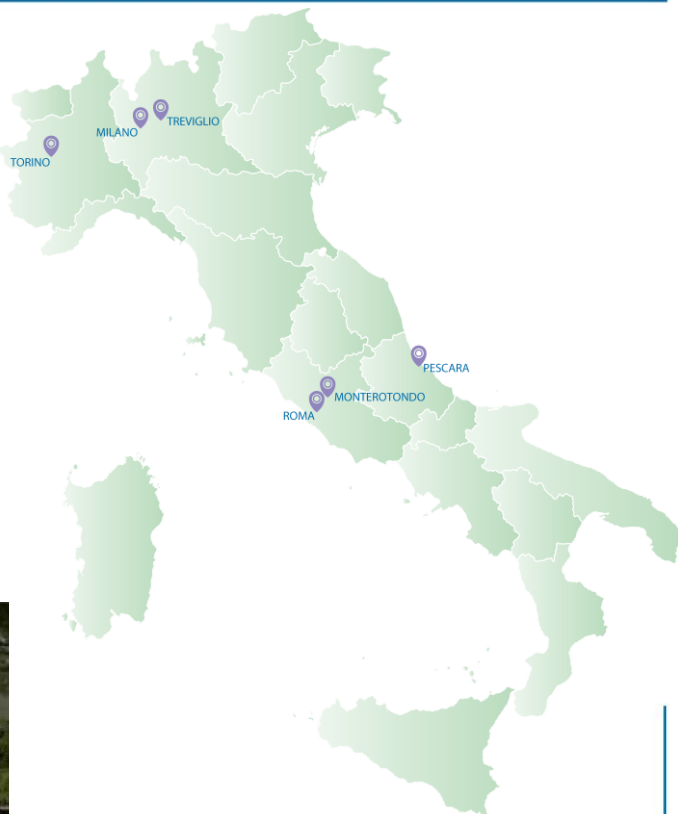 TREVIGLIO
MILANO
TORINO
PESCARA
MONTEROTONDO
ROMA